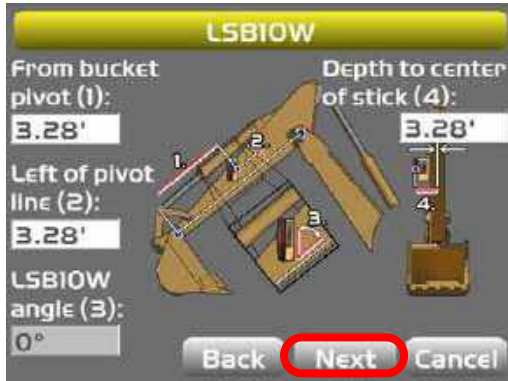 LSB10W
From bucket
pivot (1):
3.28'
Left of pivot
line (2):
3.28'
LSB10W
angle (3):
0°
Depth to center
of stick (4):
3.28'
1.
2.
3.
4.
Back Next Cancel